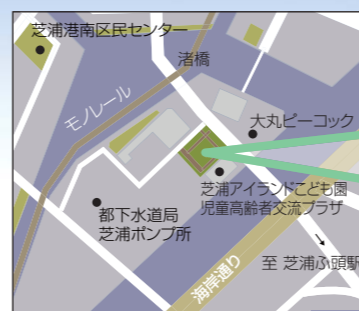 芝浦港南区民センター
渚橋
モノレール
大丸ピーコック
芝浦アイランドこども園
児童高齢者交流プラザ
都下水道局
芝浦ポンプ所
海岸通り
至 芝浦ふ頭駅